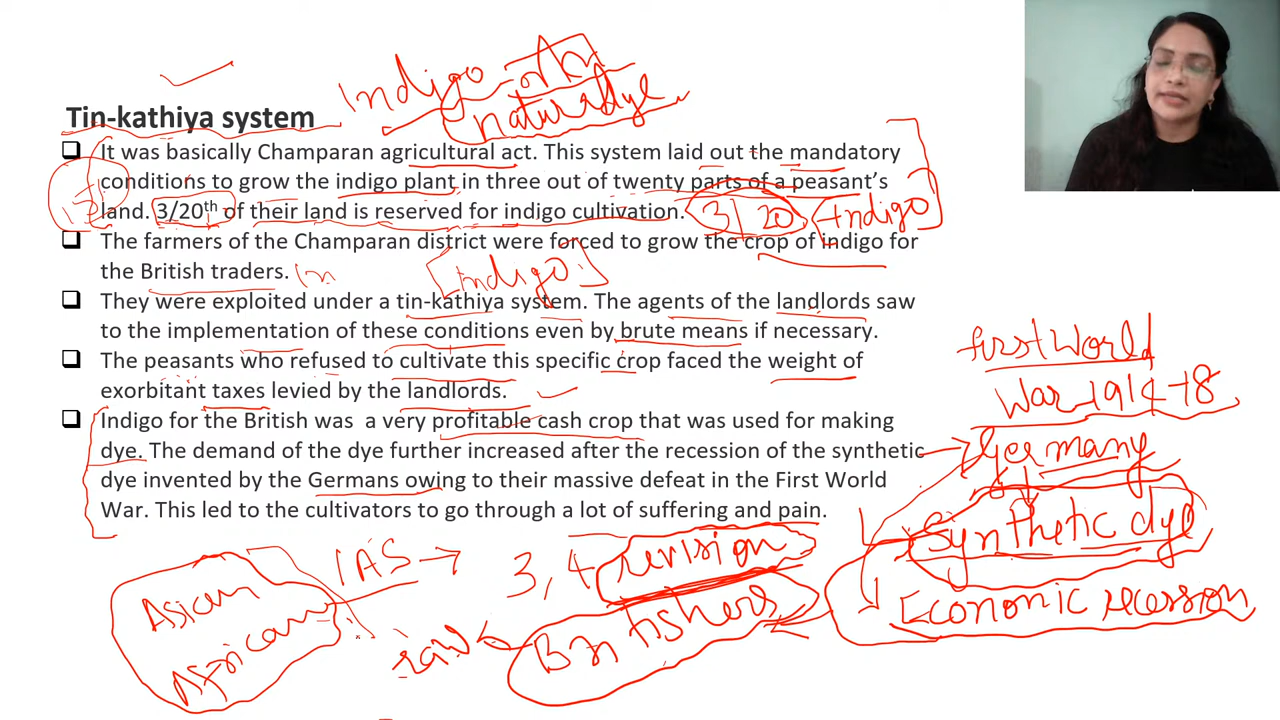 Indigo
natural dye
Tin-kathiya system
❑ It was basically Champaran agricultural act. This system laid out the mandatory
conditions to grow the indigo plant in three out of twenty parts of a peasant's
land. 3/20th of their land is reserved for indigo cultivation.
3/20
Indigo
❑ The farmers of the Champaran district were forced to grow the crop of indigo for
the British traders.
In
Indigo
❑ They were exploited under a tin-kathiya system. The agents of the landlords saw
to the implementation of these conditions even by brute means if necessary.
❑ The peasants who refused to cultivate this specific crop faced the weight of
exorbitant taxes levied by the landlords.
❑ Indigo for the British was a very profitable cash crop that was used for making
dye. The demand of the dye further increased after the recession of the synthetic
dye invented by the Germans owing to their massive defeat in the First World
War. This led to the cultivators to go through a lot of suffering and pain.
first World
War 1914-18
Germany
Synthetic dye
Economic recession
IAS → 3, 4 revision
Asian
African
raw
Britishers